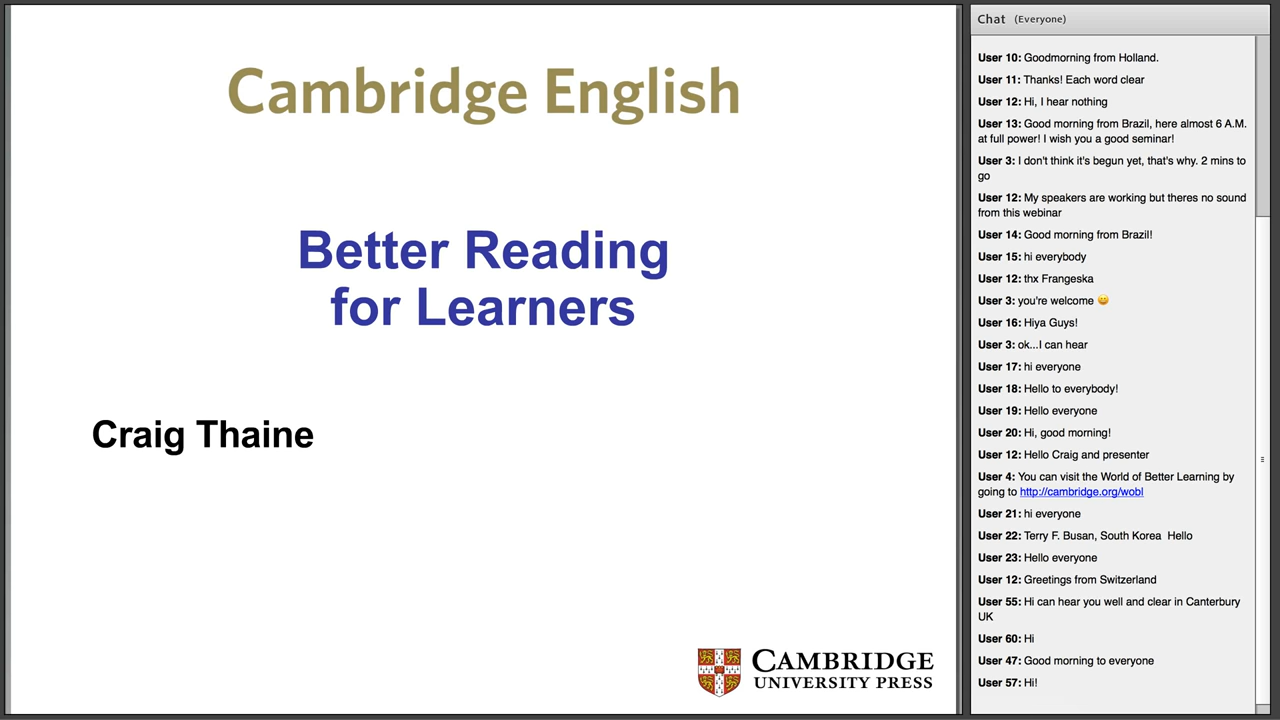 Cambridge English
Better Reading
for Learners
Craig Thaine
CAMBRIDGE
UNIVERSITY PRESS
Chat (Everyone)
User 10: Goodmorning from Holland.
User 11: Thanks! Each word clear
User 12: Hi, I hear nothing
User 13: Good morning from Brazil, here almost 6 A.M.
at full power! I wish you a good seminar!
User 3: I don't think it's begun yet, that's why. 2 mins to
go
User 12: My speakers are working but theres no sound
from this webinar
User 14: Good morning from Brazil!
User 15: hi everybody
User 12: thx Frangeska
User 3: you're welcome 😋
User 16: Hiya Guys!
User 3: ok...I can hear
User 17: hi everyone
User 18: Hello to everybody!
User 19: Hello everyone
User 20: Hi, good morning!
User 12: Hello Craig and presenter
User 4: You can visit the World of Better Learning by
going to http://cambridge.org/wobl
User 21: hi everyone
User 22: Terry F. Busan, South Korea  Hello
User 23: Hello everyone
User 12: Greetings from Switzerland
User 55: Hi can hear you well and clear in Canterbury
UK
User 60: Hi
User 47: Good morning to everyone
User 57: Hi!